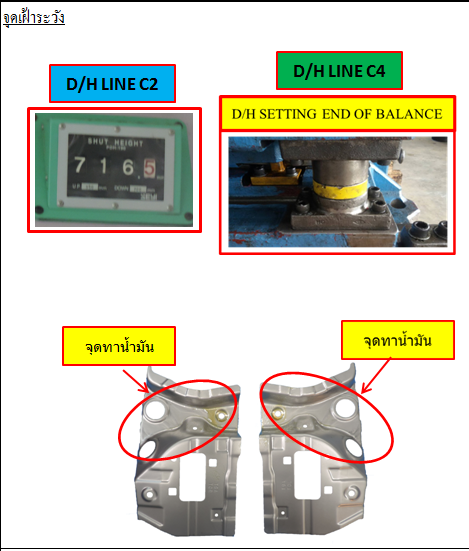 จุดเฝ้าระวัง
D/H LINE C2
D/H LINE C4
D/H SETTING END OF BALANCE
SHUT HEIGHT
7 1 6 5
UP
DOWN
จุดทาน้ำมัน
จุดทาน้ำมัน